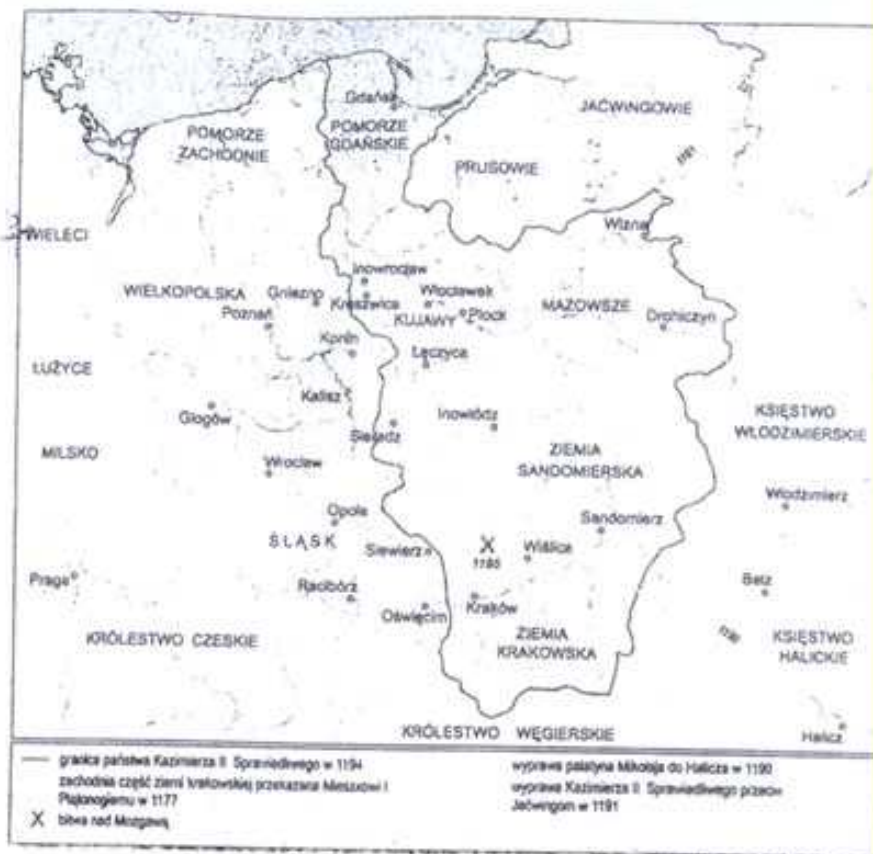 Gdańsk
JAĆWINGOWIE
POMORZE
ZACHODNIE
POMORZE
GDAŃSKIE
PRUSOWIE
1191
Wizna
WIELECI
Inowrocław
WIELKOPOLSKA
Gniezno
Kruszwica
Włocławek
MAZOWSZE
Poznań
KUJAWY
Płock
Drohiczyn
Konin
Łęczyca
ŁUŻYCE
Kalisz
Głogów
Sieradz
Inowłódz
KSIĘSTWO
WŁODZIMIERSKIE
MILSKO
ZIEMIA
SANDOMIERSKA
Wrocław
Włodzimierz
Opole
Sandomierz
ŚLĄSK
Siewierz
X
1195
Wiślica
Praga
Racibórz
Bełz
Oświęcim
Kraków
ZIEMIA
KRAKOWSKA
KRÓLESTWO CZESKIE
1190
KSIĘSTWO
HALICKIE
KRÓLESTWO WĘGIERSKIE
Halicz
granica państwa Kazimierza II Sprawiedliwego w 1194
zachodnia część ziemi krakowskiej przekazana Mieszkowi I
Plątonogiemu w 1177
X bitwa nad Mozgawą
wyprawa palatyna Mikołaja do Halicza w 1190
wyprawa Kazimierza II Sprawiedliwego przeciw
Jaćwingom w 1191